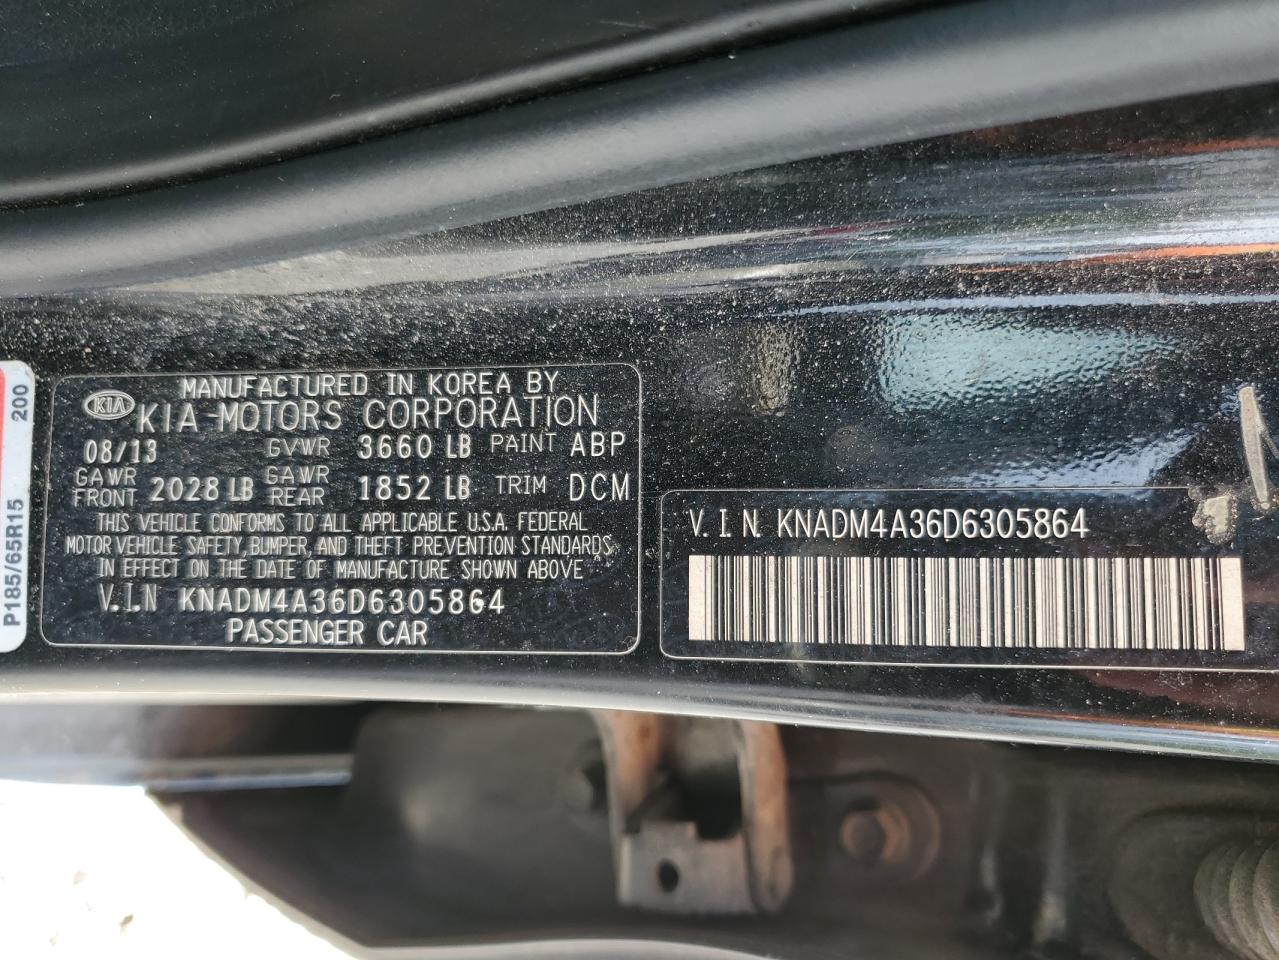 200
P185/65R15
MANUFACTURED IN KOREA BY
KIA KIA MOTORS CORPORATION
08/13 GVWR 3660 LB PAINT ABP
GAWR FRONT 2028 LB GAWR REAR 1852 LB TRIM DCM
THIS VEHICLE CONFORMS TO ALL APPLICABLE U.S.A. FEDERAL
MOTOR VEHICLE SAFETY, BUMPER, AND THEFT PREVENTION STANDARDS
IN EFFECT ON THE DATE OF MANUFACTURE SHOWN ABOVE
V.I.N KNADM4A36D6305864
PASSENGER CAR
V.I.N. KNADM4A36D6305864